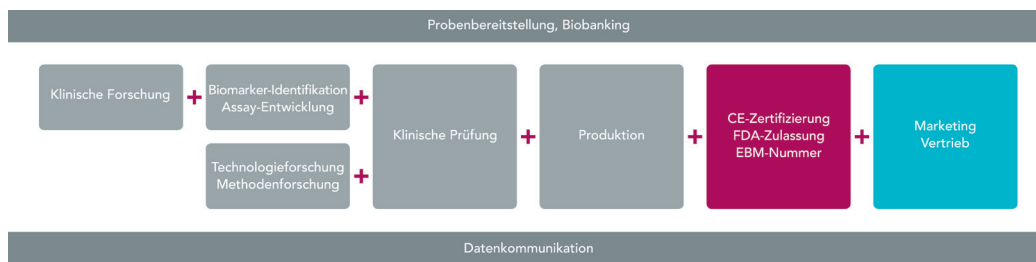 Probenbereitstellung, Biobanking
Klinische Forschung
+
Biomarker-Identifikation
Assay-Entwicklung
+
Technologieforschung
Methodenforschung
+
Klinische Prüfung
+
Produktion
+
CE-Zertifizierung
FDA-Zulassung
EBM-Nummer
+
Marketing
Vertrieb
Datenkommunikation